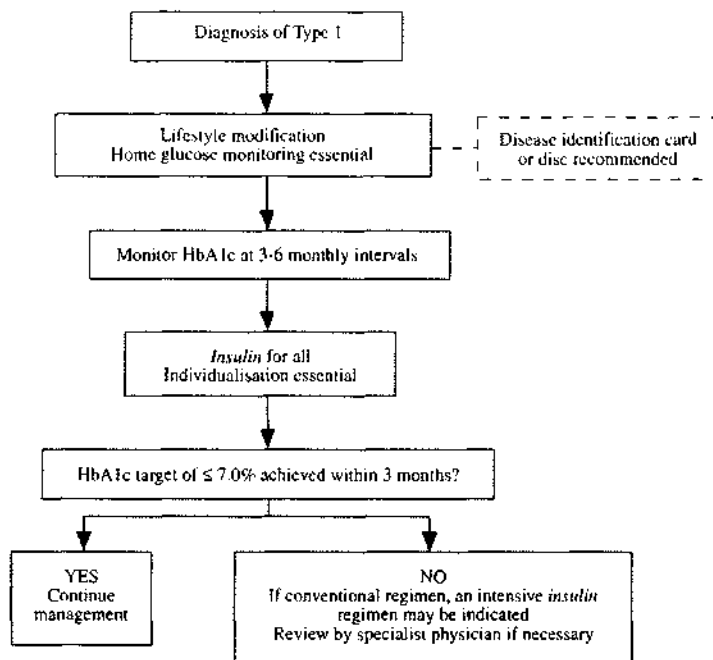 Diagnosis of Type 1
Lifestyle modification
Home glucose monitoring essential
Disease identification card
or disc recommended
Monitor HbA1c at 3-6 monthly intervals
Insulin for all
Individualisation essential
HbA1c target of ≤ 7.0% achieved within 3 months?
YES
Continue
management
NO
If conventional regimen, an intensive insulin
regimen may be indicated
Review by specialist physician if necessary